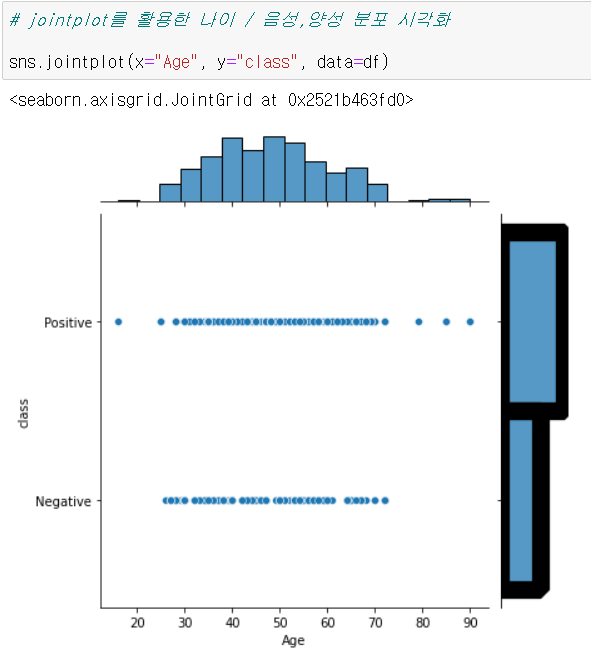 # jointplot를 활용한 나이 / 음성,양성 분포 시각화
sns.jointplot(x="Age", y="class", data=df)
<seaborn.axisgrid.JointGrid at 0x2521b463fd0>
Positive
class
Negative
20 30 40 50 60 70 80 90
Age